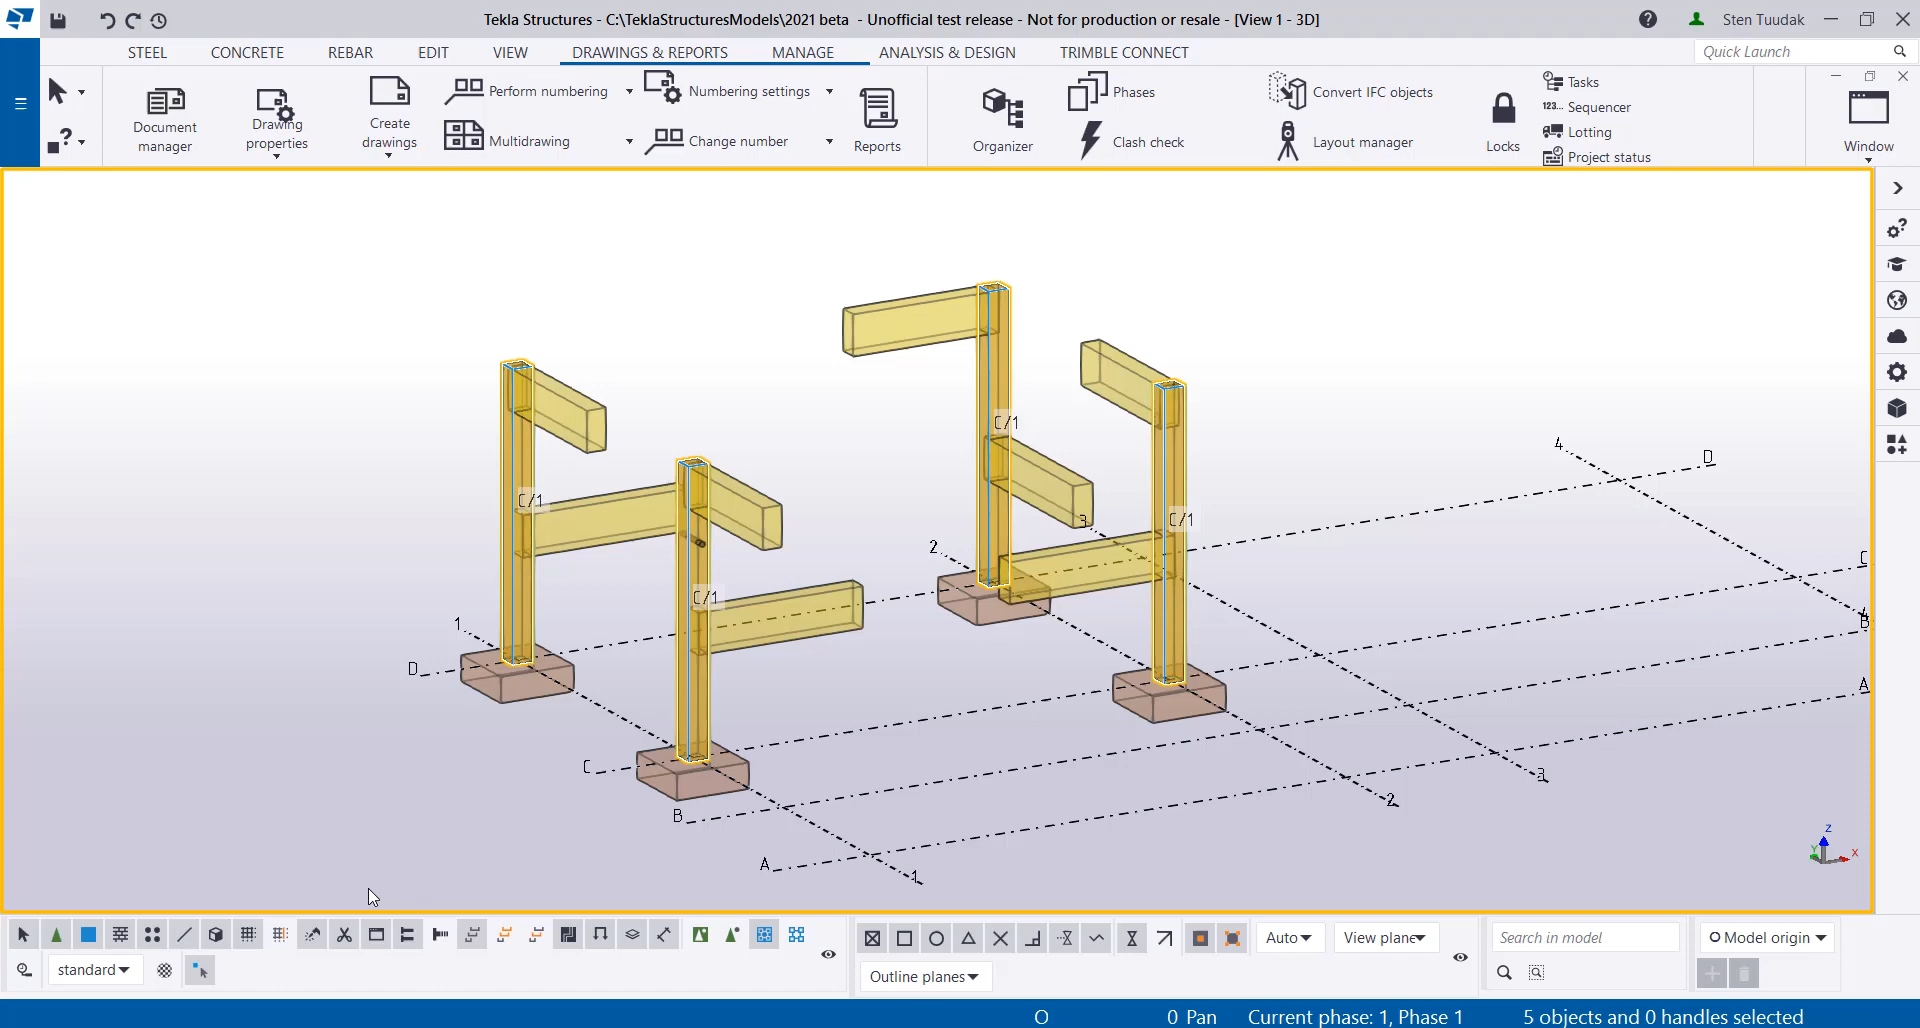 Tekla Structures - C:\TeklaStructuresModels\2021 beta - Unofficial test release - Not for production or resale - [View 1 - 3D]
Sten Tuudak
STEEL CONCRETE REBAR EDIT VIEW DRAWINGS & REPORTS MANAGE ANALYSIS & DESIGN TRIMBLE CONNECT
Quick Launch
Document manager
Drawing properties
Create drawings
Perform numbering
Multidrawing
Numbering settings
Change number
Reports
Organizer
Phases
Clash check
Convert IFC objects
Layout manager
Locks
Tasks
123... Sequencer
Lotting
Project status
Window
C/1
C/1
C/1
C/1
4
D
3
2
C
1
4
B
D
A
C
3
2
B
A
1
Z
Y
X
standard
Auto
View plane
Outline planes
Search in model
Model origin
O
0 Pan
Current phase: 1, Phase 1
5 objects and 0 handles selected